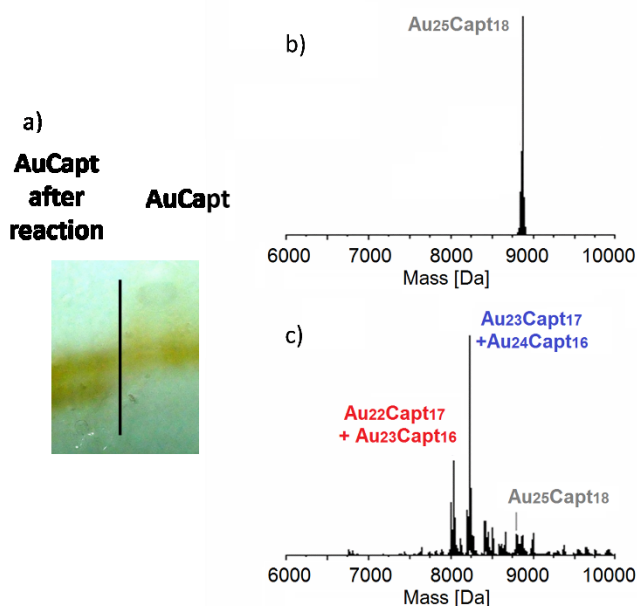 a)
AuCapt
after
reaction
AuCapt
b)
Au25Capt18
6000 7000 8000 9000 10000
Mass [Da]
c)
Au23Capt17
+Au24Capt16
Au22Capt17
+ Au23Capt16
Au25Capt18
6000 7000 8000 9000 10000
Mass [Da]